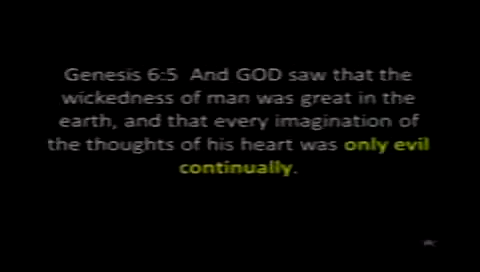 Genesis 6:5 And GOD saw that the
wickedness of man was great in the
earth, and that every imagination of
the thoughts of his heart was only evil
continually.